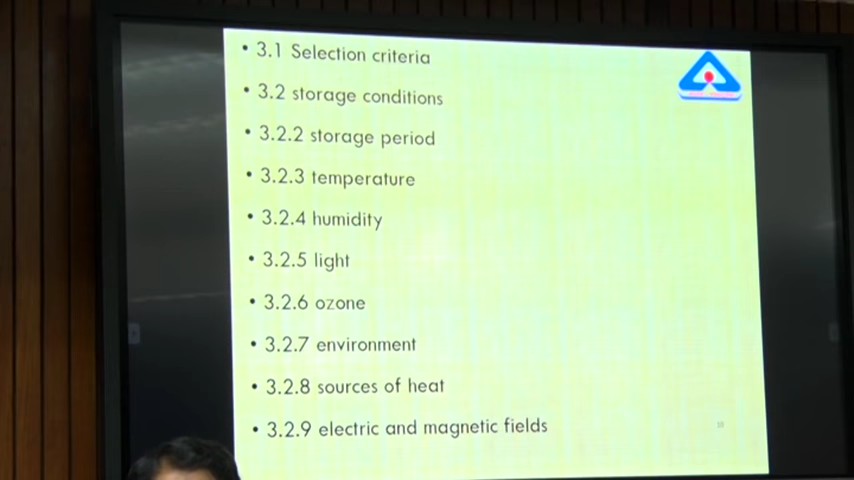 • 3.1 Selection criteria
• 3.2 storage conditions
• 3.2.2 storage period
• 3.2.3 temperature
• 3.2.4 humidity
• 3.2.5 light
• 3.2.6 ozone
• 3.2.7 environment
• 3.2.8 sources of heat
• 3.2.9 electric and magnetic fields